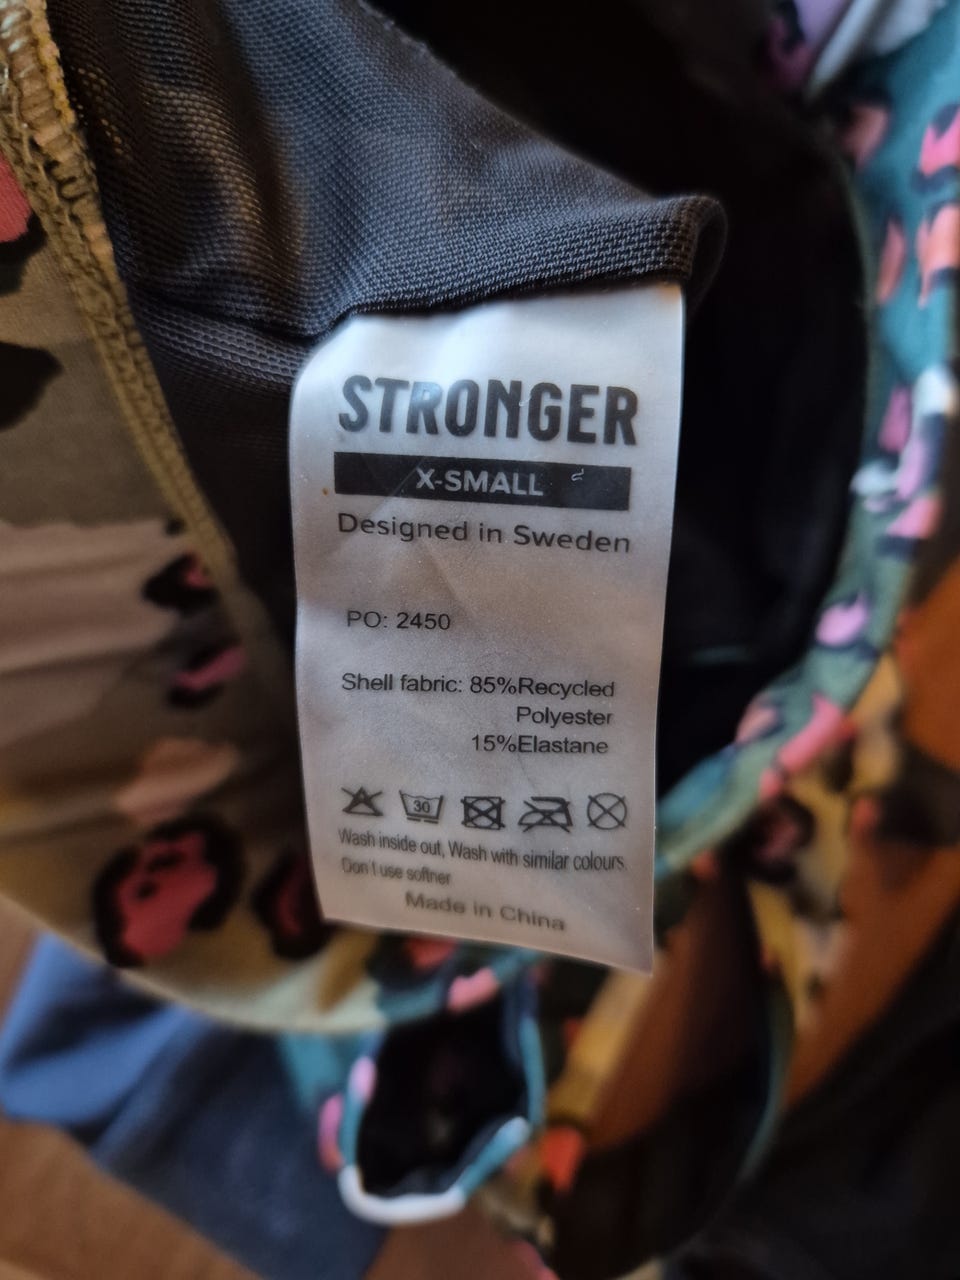 STRONGER
X-SMALL
Designed in Sweden
PO: 2450
Shell fabric: 85%Recycled
Polyester
15%Elastane
30
Wash inside out, Wash with similar colours.
Don't use softner
Made in China